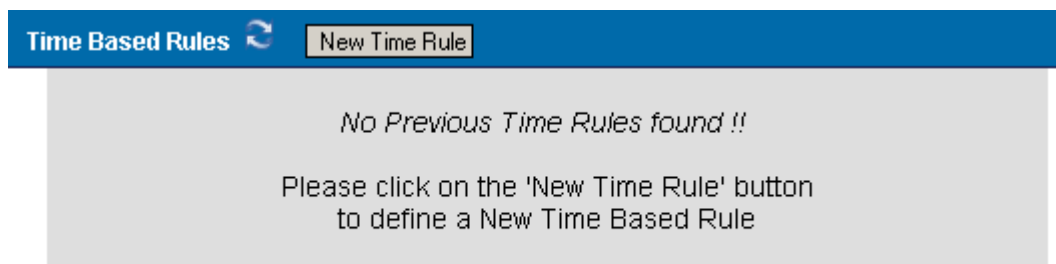 Time Based Rules New Time Rule
No Previous Time Rules found !!
Please click on the 'New Time Rule' button
to define a New Time Based Rule